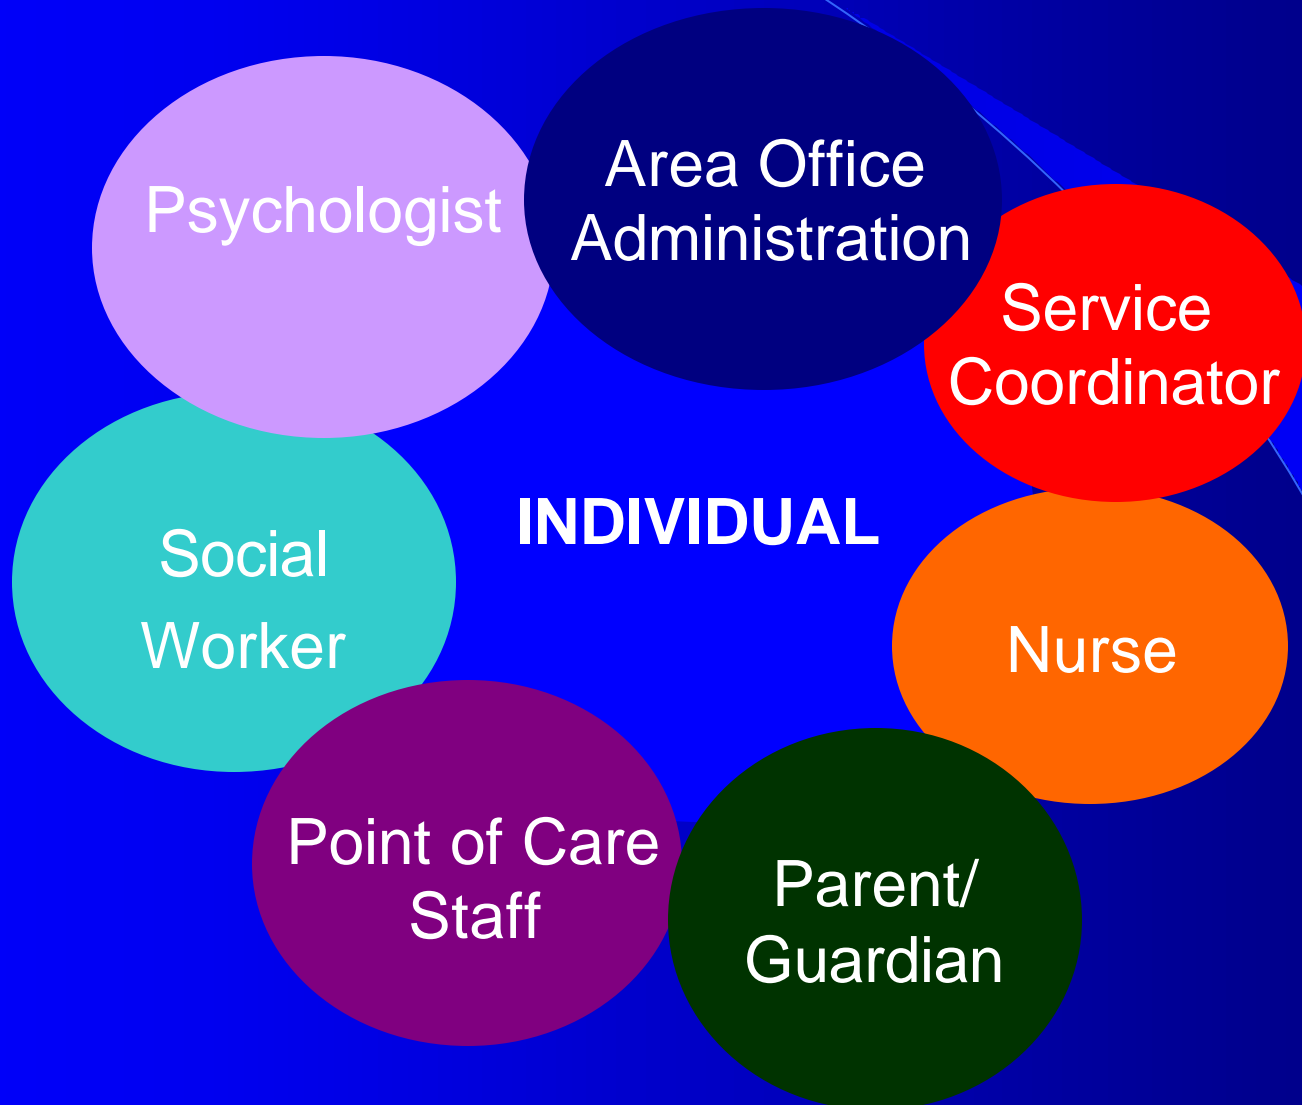 Psychologist
Area Office
Administration
Service
Coordinator
INDIVIDUAL
Social
Worker
Nurse
Point of Care
Staff
Parent/
Guardian